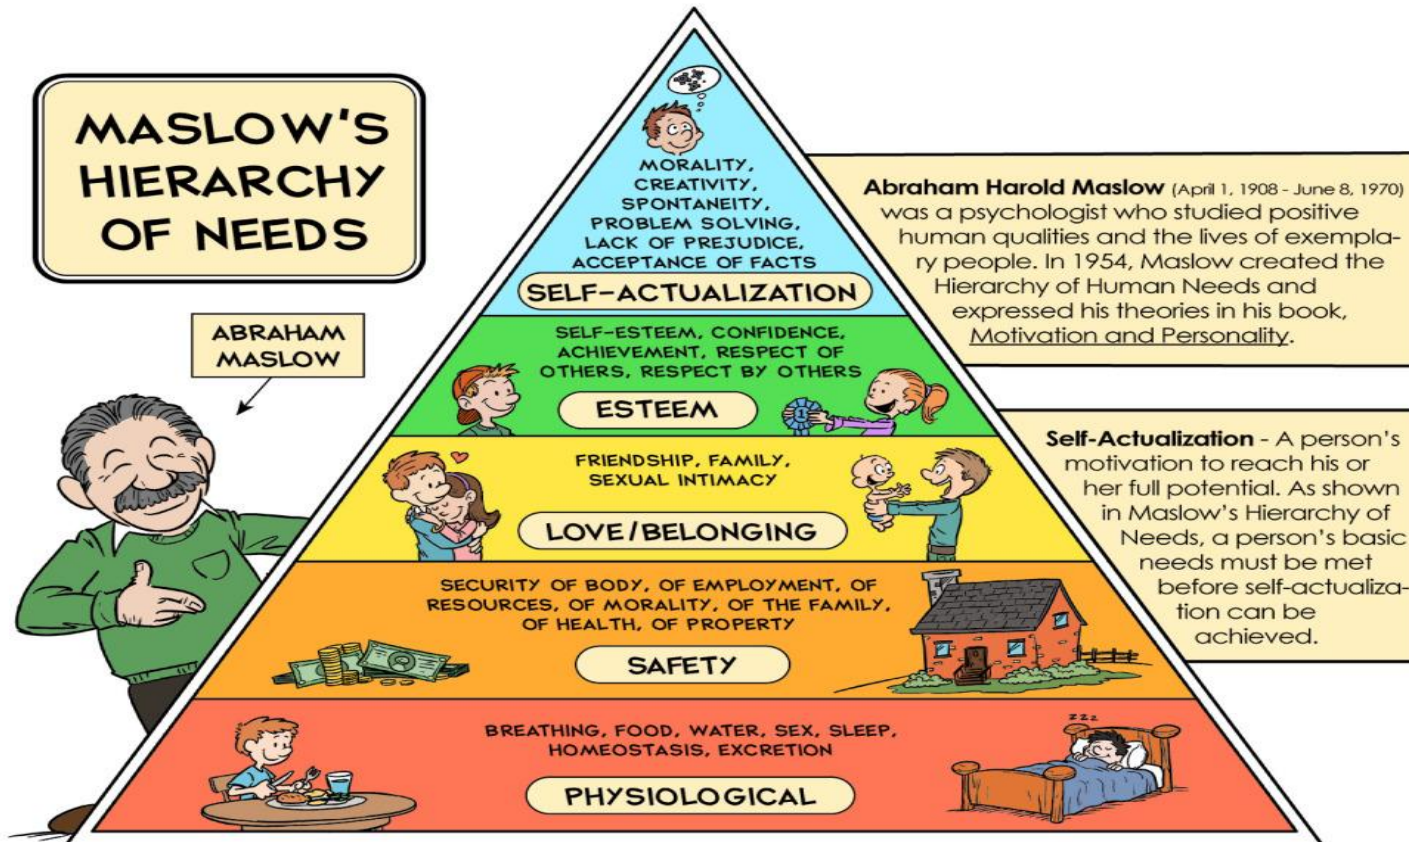 MASLOW'S
HIERARCHY
OF NEEDS
ABRAHAM
MASLOW
MORALITY,
CREATIVITY,
SPONTANEITY,
PROBLEM SOLVING,
LACK OF PREJUDICE,
ACCEPTANCE OF FACTS
SELF-ACTUALIZATION
SELF-ESTEEM, CONFIDENCE,
ACHIEVEMENT, RESPECT OF
OTHERS, RESPECT BY OTHERS
ESTEEM
1
FRIENDSHIP, FAMILY,
SEXUAL INTIMACY
LOVE/BELONGING
SECURITY OF BODY, OF EMPLOYMENT, OF
RESOURCES, OF MORALITY, OF THE FAMILY,
OF HEALTH, OF PROPERTY
SAFETY
BREATHING, FOOD, WATER, SEX, SLEEP,
HOMEOSTASIS, EXCRETION
zzz
PHYSIOLOGICAL
Abraham Harold Maslow (April 1, 1908 - June 8, 1970)
was a psychologist who studied positive
human qualities and the lives of exempla-
ry people. In 1954, Maslow created the
Hierarchy of Human Needs and
expressed his theories in his book,
Motivation and Personality.
Self-Actualization - A person's
motivation to reach his or
her full potential. As shown
in Maslow's Hierarchy of
Needs, a person's basic
needs must be met
before self-actualiza-
tion can be
achieved.